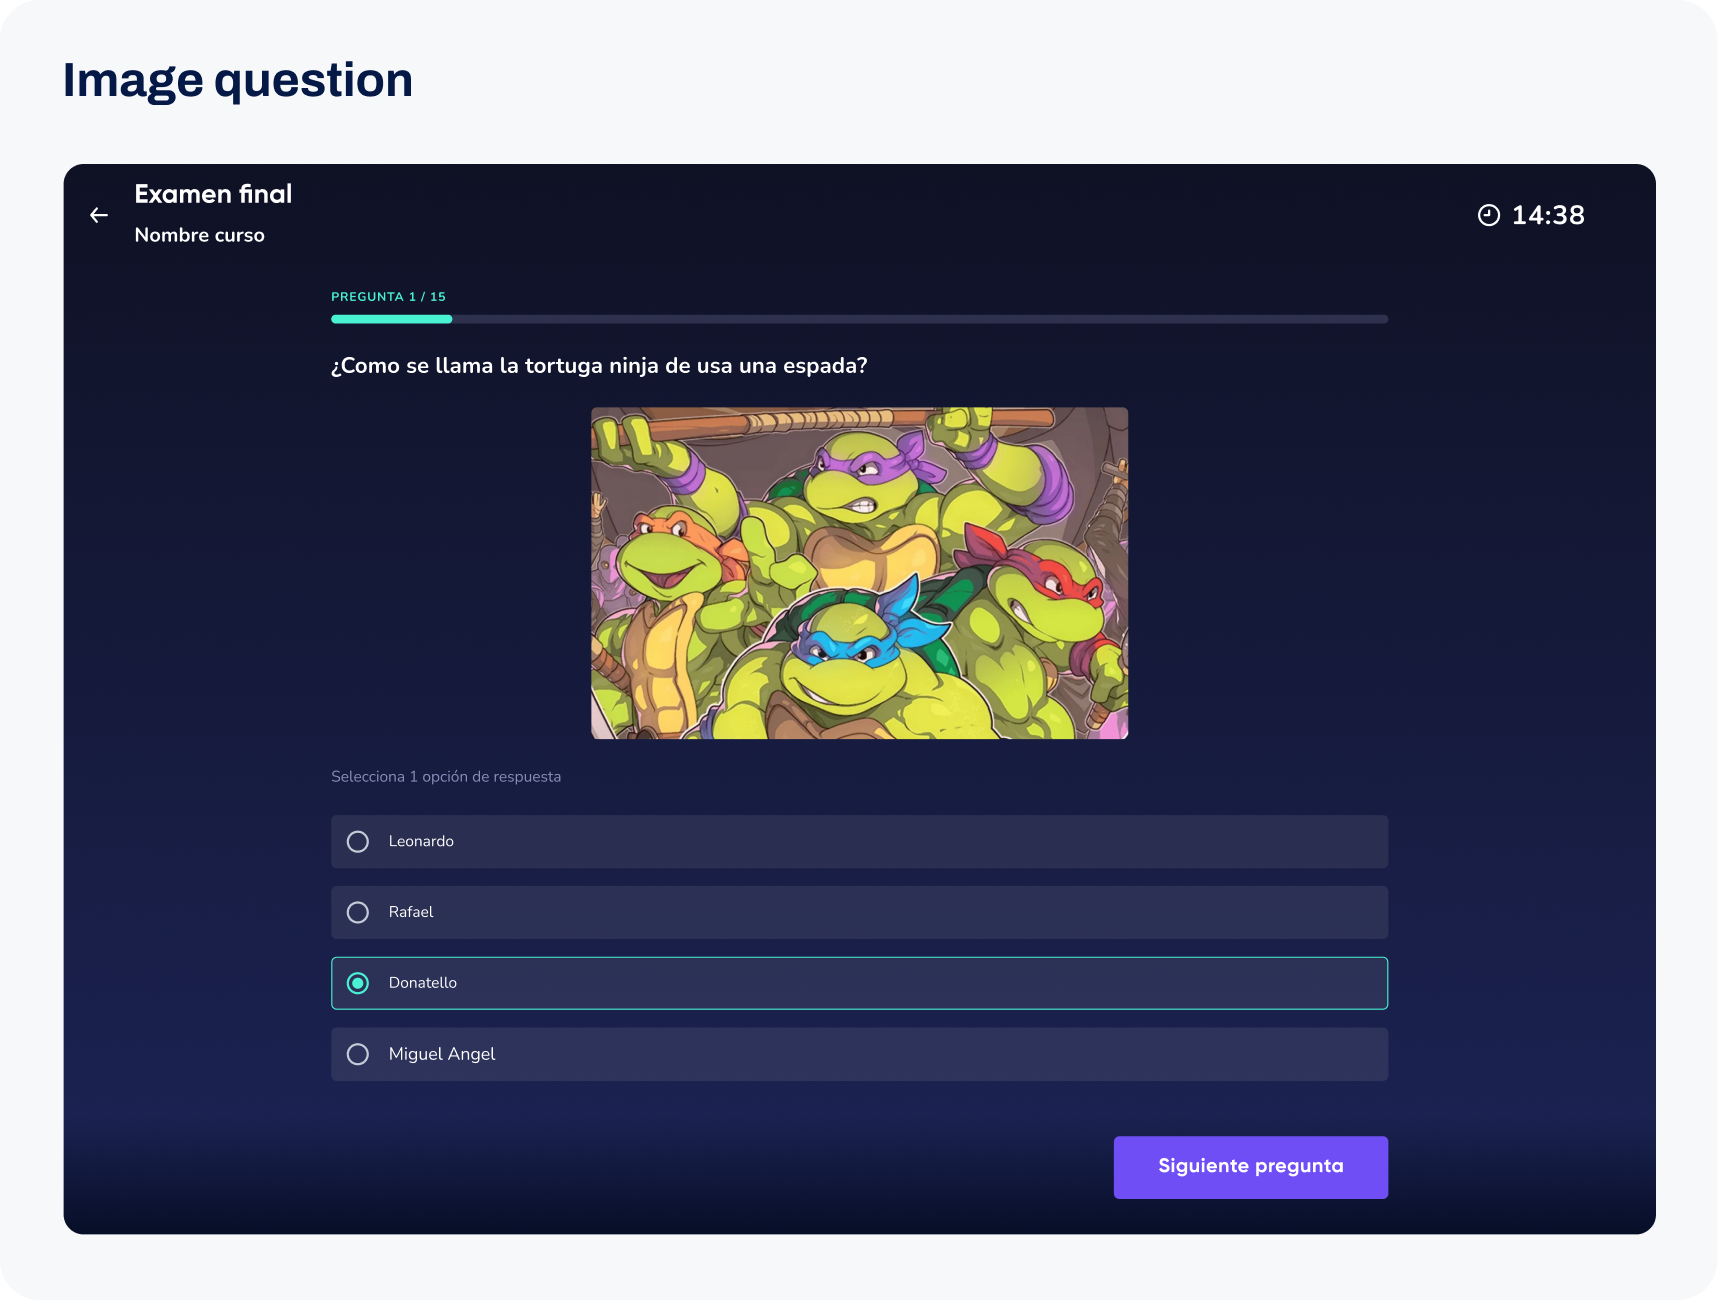 Image question
Examen final
Nombre curso
14:38
PREGUNTA 1 / 15
¿Como se llama la tortuga ninja de usa una espada?
Selecciona 1 opción de respuesta
Leonardo
Rafael
Donatello
Miguel Angel
Siguiente pregunta